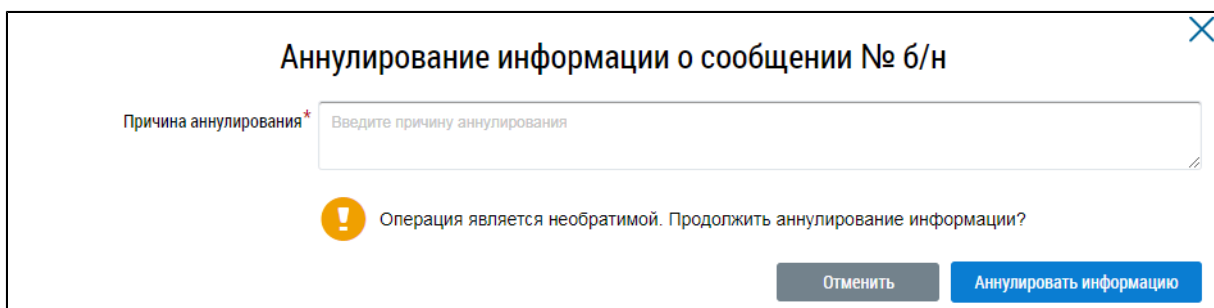 Аннулирование информации о сообщении № б/н
Причина аннулирования*
Введите причину аннулирования
Операция является необратимой. Продолжить аннулирование информации?
Отменить
Аннулировать информацию